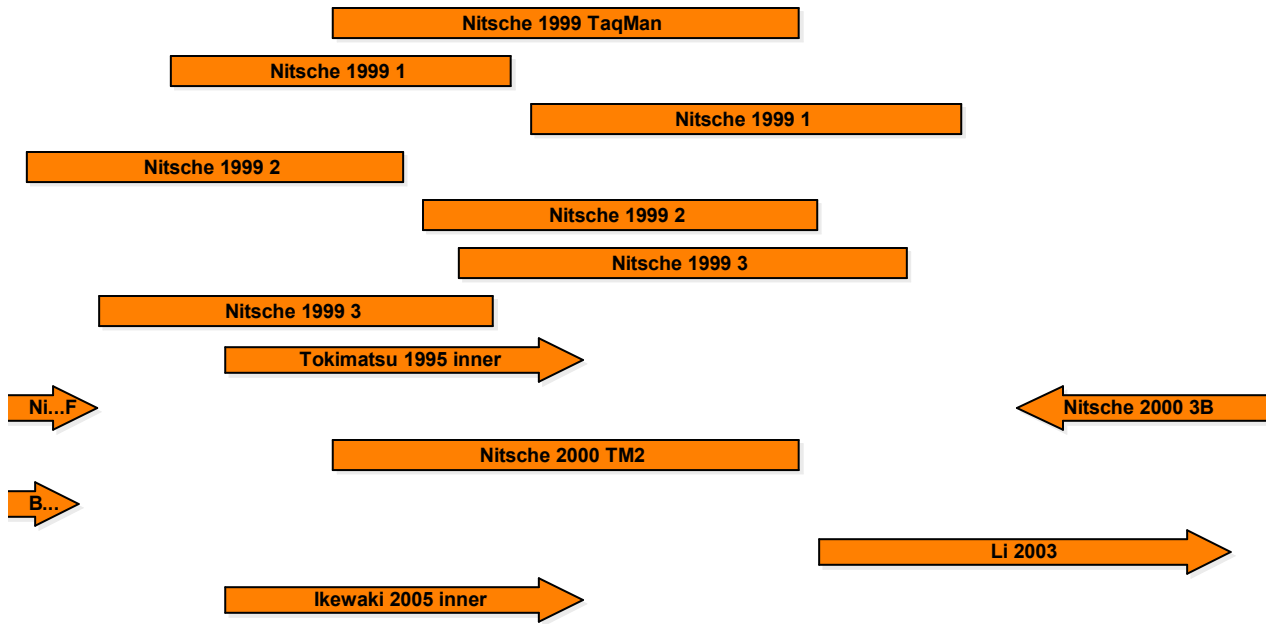 Nitsche 1999 TaqMan
Nitsche 1999 1
Nitsche 1999 1
Nitsche 1999 2
Nitsche 1999 2
Nitsche 1999 3
Nitsche 1999 3
Tokimatsu 1995 inner
Ni...F
Nitsche 2000 3B
Nitsche 2000 TM2
B...
Li 2003
Ikewaki 2005 inner